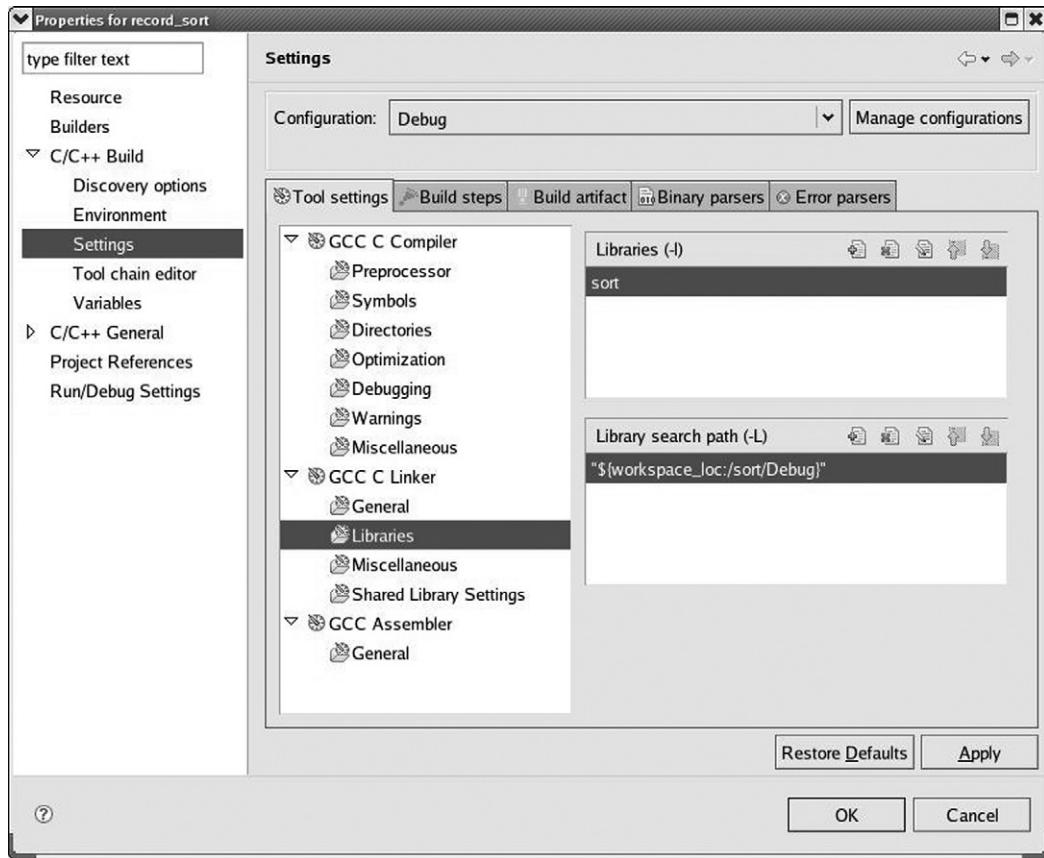 Properties for record_sort
type filter text
Resource
Builders
C/C++ Build
Discovery options
Environment
Settings
Tool chain editor
Variables
C/C++ General
Project References
Run/Debug Settings
Settings
Configuration: Debug Manage configurations
Tool settings Build steps Build artifact Binary parsers Error parsers
GCC C Compiler
Preprocessor
Symbols
Directories
Optimization
Debugging
Warnings
Miscellaneous
GCC C Linker
General
Libraries
Miscellaneous
Shared Library Settings
GCC Assembler
General
Libraries (-l)
sort
Library search path (-L)
"${workspace_loc:/sort/Debug}"
Restore Defaults Apply
OK Cancel